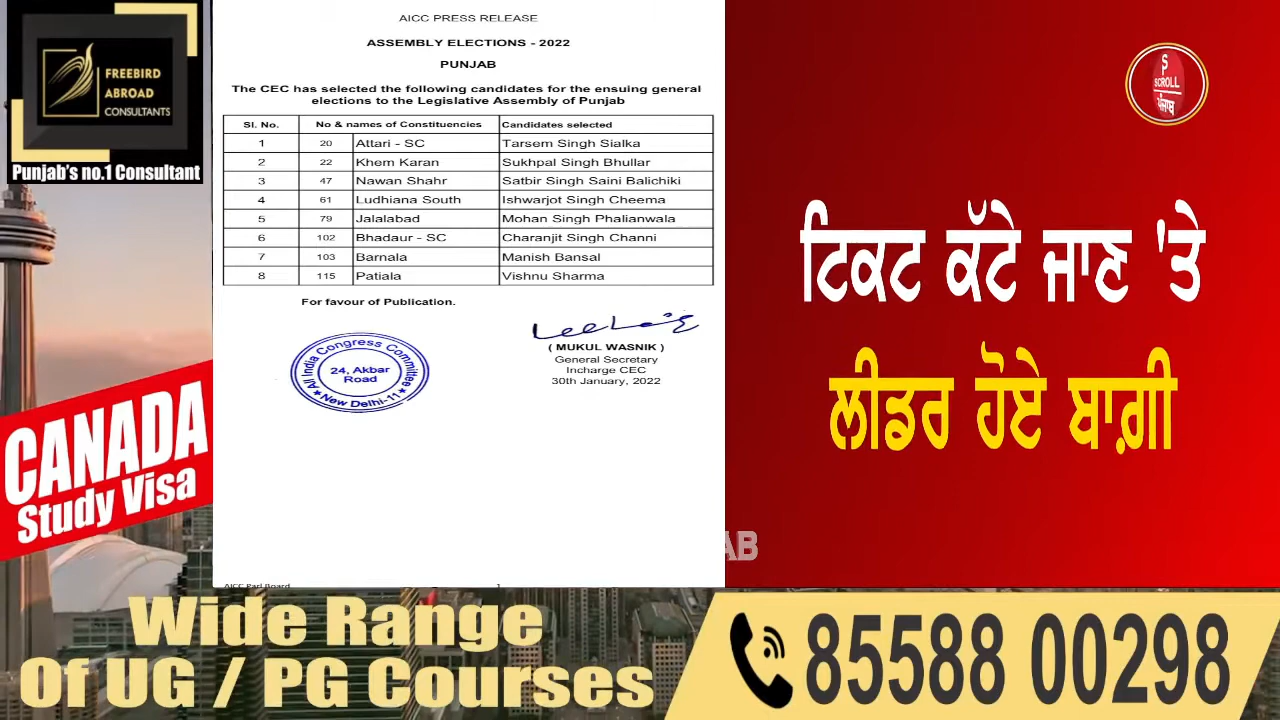 FREEBIRD
ABROAD
CONSULTANTS
Punjab's no.1 Consultant
CANADA
Study Visa
AICC PRESS RELEASE
ASSEMBLY ELECTIONS - 2022
PUNJAB
The CEC has selected the following candidates for the ensuing general
elections to the Legislative Assembly of Punjab
Sl. No. No & names of Constituencies Candidates selected
1 20 Attari - SC Tarsem Singh Sialka
2 22 Khem Karan Sukhpal Singh Bhullar
3 47 Nawan Shahr Satbir Singh Saini Balichiki
4 61 Ludhiana South Ishwarjot Singh Cheema
5 79 Jalalabad Mohan Singh Phalianwala
6 102 Bhadaur - SC Charanjit Singh Channi
7 103 Barnala Manish Bansal
8 115 Patiala Vishnu Sharma
For favour of Publication.
All India Congress Committee
24, Akbar
Road
★ New Delhi-11 ★
( MUKUL WASNIK )
General Secretary
Incharge CEC
30th January, 2022
AICC Parl Board 1
SCROLL
ਪੰਜਾਬ
ਟਿਕਟ ਕੱਟੇ ਜਾਣ 'ਤੇ
ਲੀਡਰ ਹੋਏ ਬਾਗ਼ੀ
Wide Range
Of UG / PG Courses
85588 00298